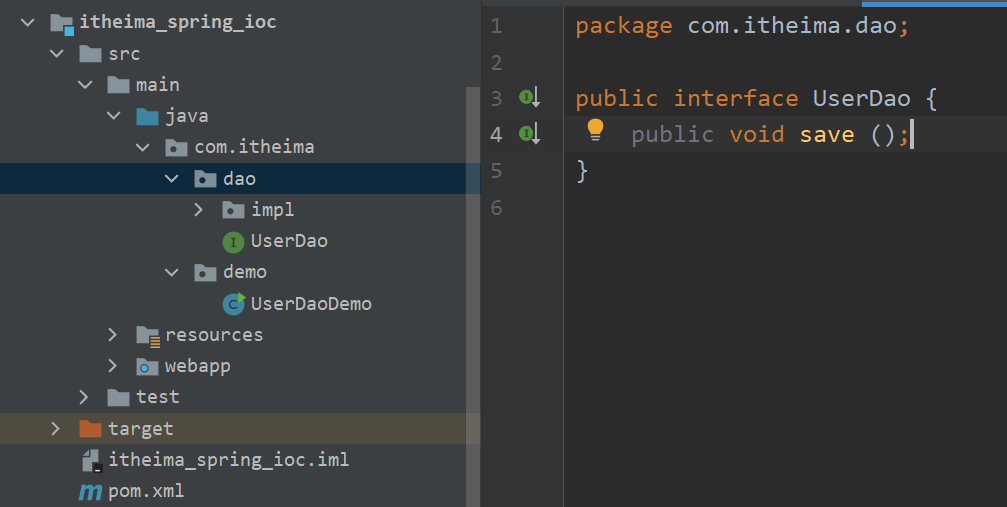 itheima_spring_ioc
src
main
java
com.itheima
dao
impl
I UserDao
demo
C UserDaoDemo
resources
webapp
test
target
itheima_spring_ioc.iml
m pom.xml
1 package com.itheima.dao;
2
3 I public interface UserDao {
4 I public void save ();
5 }
6